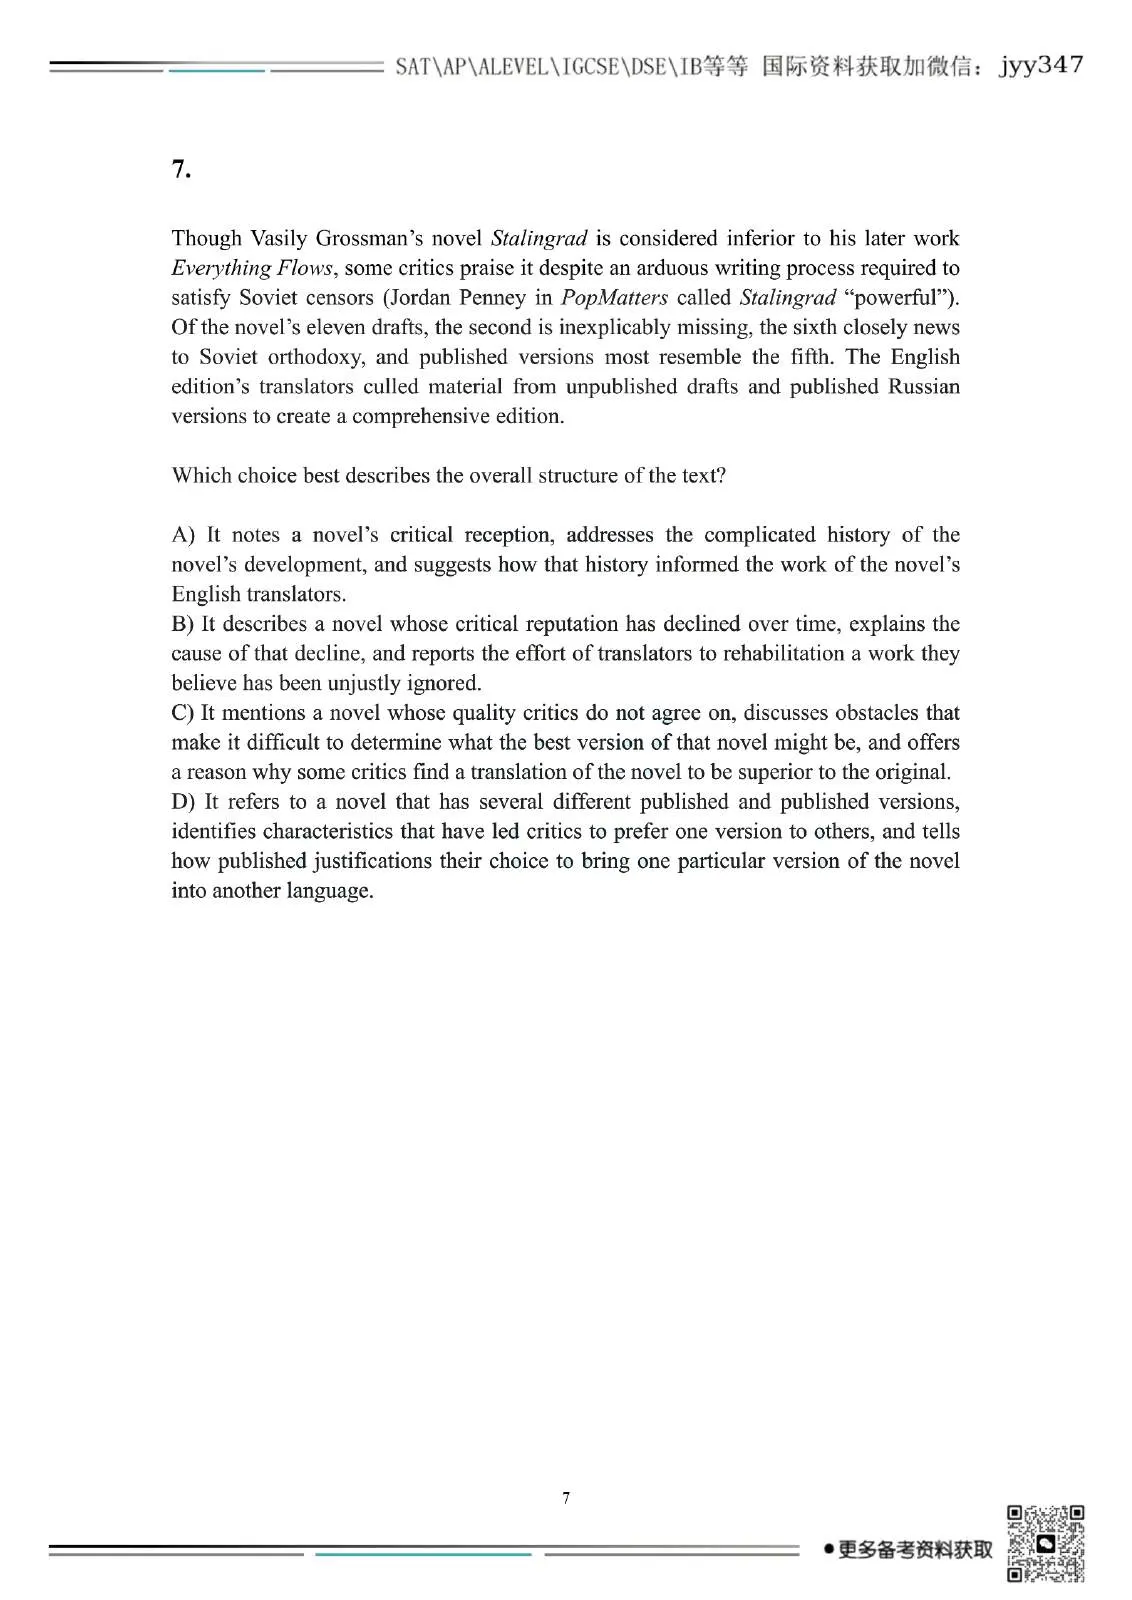 SAT\AP\ALEVEL\IGCSE\DSE\IB等等 国际资料获取加微信: jyy347
7.
Though Vasily Grossman's novel Stalingrad is considered inferior to his later work
Everything Flows, some critics praise it despite an arduous writing process required to
satisfy Soviet censors (Jordan Penney in PopMatters called Stalingrad “powerful”).
Of the novel's eleven drafts, the second is inexplicably missing, the sixth closely news
to Soviet orthodoxy, and published versions most resemble the fifth. The English
edition's translators culled material from unpublished drafts and published Russian
versions to create a comprehensive edition.
Which choice best describes the overall structure of the text?
A) It notes a novel's critical reception, addresses the complicated history of the
novel's development, and suggests how that history informed the work of the novel's
English translators.
B) It describes a novel whose critical reputation has declined over time, explains the
cause of that decline, and reports the effort of translators to rehabilitation a work they
believe has been unjustly ignored.
C) It mentions a novel whose quality critics do not agree on, discusses obstacles that
make it difficult to determine what the best version of that novel might be, and offers
a reason why some critics find a translation of the novel to be superior to the original.
D) It refers to a novel that has several different published and published versions,
identifies characteristics that have led critics to prefer one version to others, and tells
how published justifications their choice to bring one particular version of the novel
into another language.
7
●更多备考资料获取